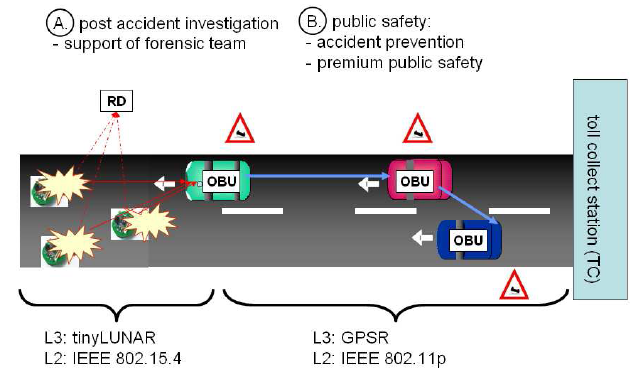 A. post accident investigation
- support of forensic team
B. public safety:
- accident prevention
- premium public safety
RD
OBU
OBU
OBU
toll collect station (TC)
L3: tinyLUNAR
L2: IEEE 802.15.4
L3: GPSR
L2: IEEE 802.11p